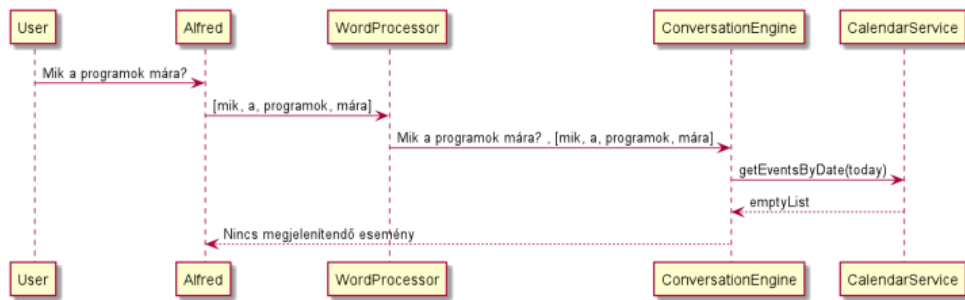 User Alfred WordProcessor ConversationEngine CalendarService
Mik a programok mára?
[mik, a, programok, mára]
Mik a programok mára? , [mik, a, programok, mára]
getEventsByDate(today)
emptyList
Nincs megjelenítendő esemény
User Alfred WordProcessor ConversationEngine CalendarService